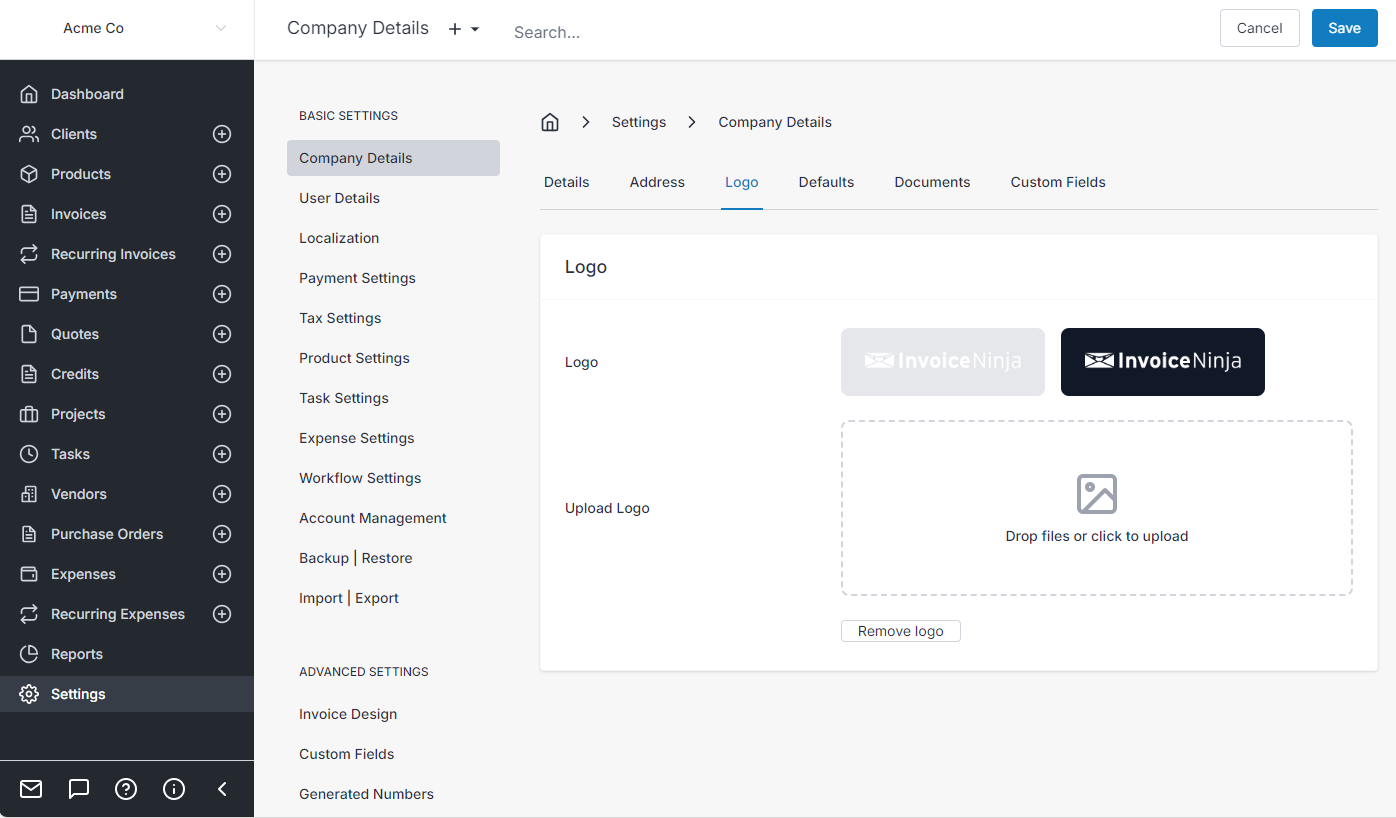 Acme Co
Company Details
Search...
Cancel
Save
Dashboard
Clients
Products
Invoices
Recurring Invoices
Payments
Quotes
Credits
Projects
Tasks
Vendors
Purchase Orders
Expenses
Recurring Expenses
Reports
Settings
BASIC SETTINGS
Company Details
User Details
Localization
Payment Settings
Tax Settings
Product Settings
Task Settings
Expense Settings
Workflow Settings
Account Management
Backup | Restore
Import | Export
ADVANCED SETTINGS
Invoice Design
Custom Fields
Generated Numbers
Settings
Company Details
Details
Address
Logo
Defaults
Documents
Custom Fields
Logo
Logo
InvoiceNinja
InvoiceNinja
Upload Logo
Drop files or click to upload
Remove logo